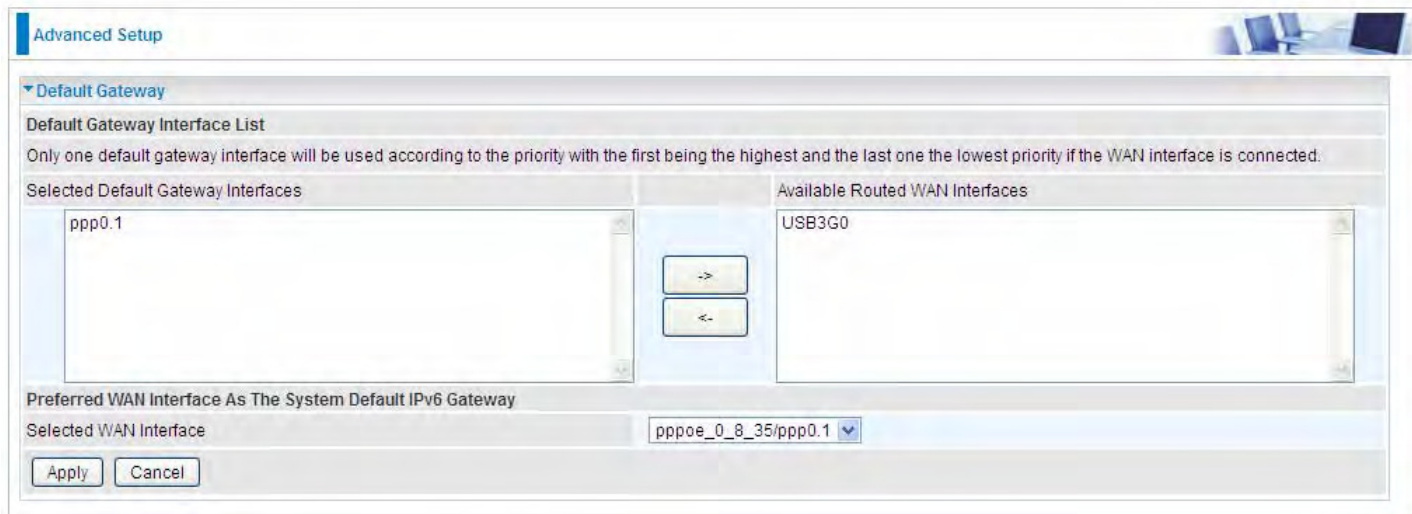 Advanced Setup
Default Gateway
Default Gateway Interface List
Only one default gateway interface will be used according to the priority with the first being the highest and the last one the lowest priority if the WAN interface is connected.
Selected Default Gateway Interfaces
Available Routed WAN Interfaces
ppp0.1
USB3G0
->
<-
Preferred WAN Interface As The System Default IPv6 Gateway
Selected WAN Interface
pppoe_0_8_35/ppp0.1
Apply
Cancel